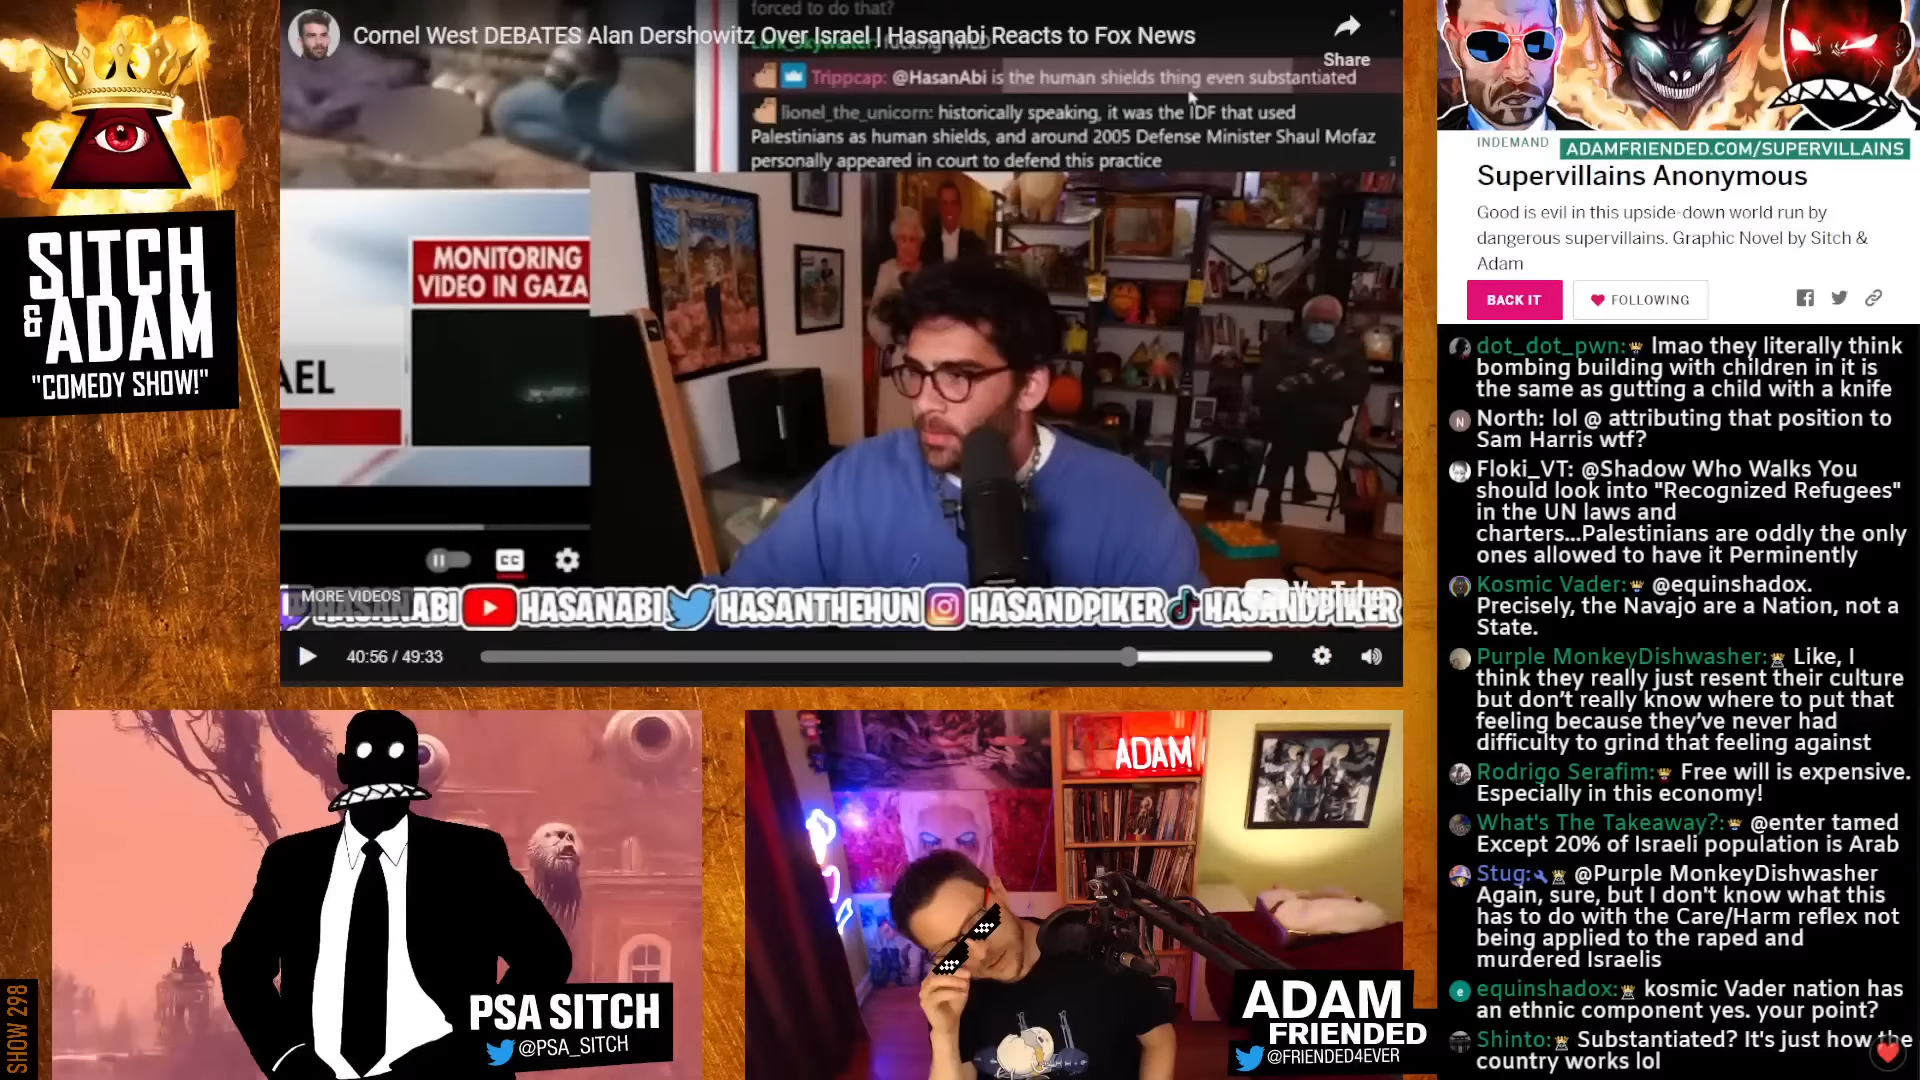 SITCH
& ADAM
"COMEDY SHOW!"
SHOW 298
Cornel West DEBATES Alan Dershowitz Over Israel | Hasanabi Reacts to Fox News
Share
forced to do that?
Trippcap: @HasanAbi is the human shields thing even substantiated
lionel_the_unicorn: historically speaking, it was the IDF that used
Palestinians as human shields, and around 2005 Defense Minister Shaul Mofaz
personally appeared in court to defend this practice
MONITORING
VIDEO IN GAZA
AEL
CC
MORE VIDEOS
HASANABI HASANABI HASANTHEHUN HASANDPIKER HASANDPIKER
YouTube
40:56 / 49:33
PSA SITCH
@PSA_SITCH
ADAM
ADAM
FRIENDED
@FRIENDED4EVER
INDEMAND
ADAMFRIENDED.COM/SUPERVILLAINS
Supervillains Anonymous
Good is evil in this upside-down world run by
dangerous supervillains. Graphic Novel by Sitch &
Adam
BACK IT
FOLLOWING
dot_dot_pwn: lmao they literally think
bombing building with children in it is
the same as gutting a child with a knife
N North: lol @ attributing that position to
Sam Harris wtf?
Floki_VT: @Shadow Who Walks You
should look into "Recognized Refugees"
in the UN laws and
charters...Palestinians are oddly the only
ones allowed to have it Perminently
Kosmic Vader: @equinshadox.
Precisely, the Navajo are a Nation, not a
State.
Purple MonkeyDishwasher: Like, I
think they really just resent their culture
but don't really know where to put that
feeling because they've never had
difficulty to grind that feeling against
Rodrigo Serafim: Free will is expensive.
Especially in this economy!
What's The Takeaway?: @enter tamed
Except 20% of Israeli population is Arab
Stug: @Purple MonkeyDishwasher
Again, sure, but I don't know what this
has to do with the Care/Harm reflex not
being applied to the raped and
murdered Israelis
e equinshadox: kosmic Vader nation has
an ethnic component yes. your point?
Shinto: Substantiated? It's just how the
country works lol